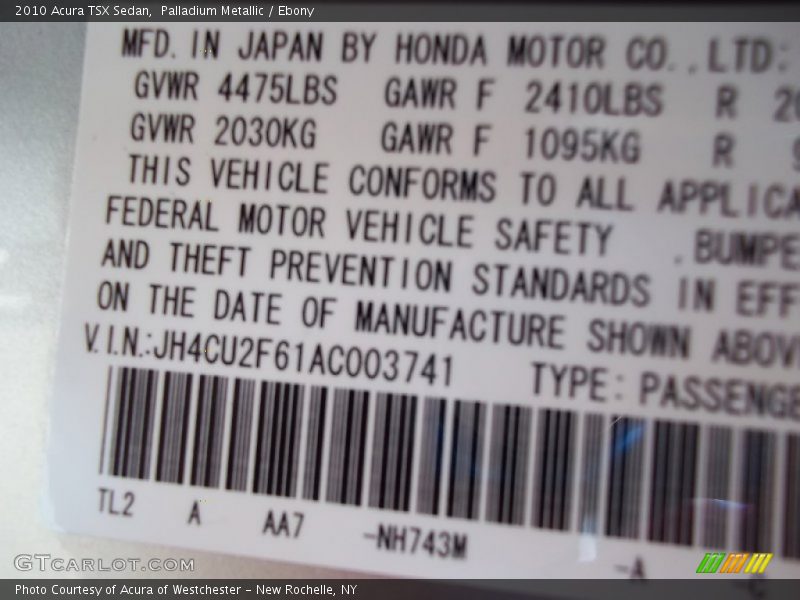 2010 Acura TSX Sedan, Palladium Metallic / Ebony
MFD. IN JAPAN BY HONDA MOTOR CO.,LTD:
GVWR 4475LBS GAWR F 2410LBS R
GVWR 2030KG GAWR F 1095KG R
THIS VEHICLE CONFORMS TO ALL APPLICA
FEDERAL MOTOR VEHICLE SAFETY .BUMPE
AND THEFT PREVENTION STANDARDS IN EFF
ON THE DATE OF MANUFACTURE SHOWN ABOV
V.I.N.:JH4CU2F61AC003741 TYPE: PASSENGE
TL2 A AA7 -NH743M -A
GTCARLOT.COM
Photo Courtesy of Acura of Westchester - New Rochelle, NY